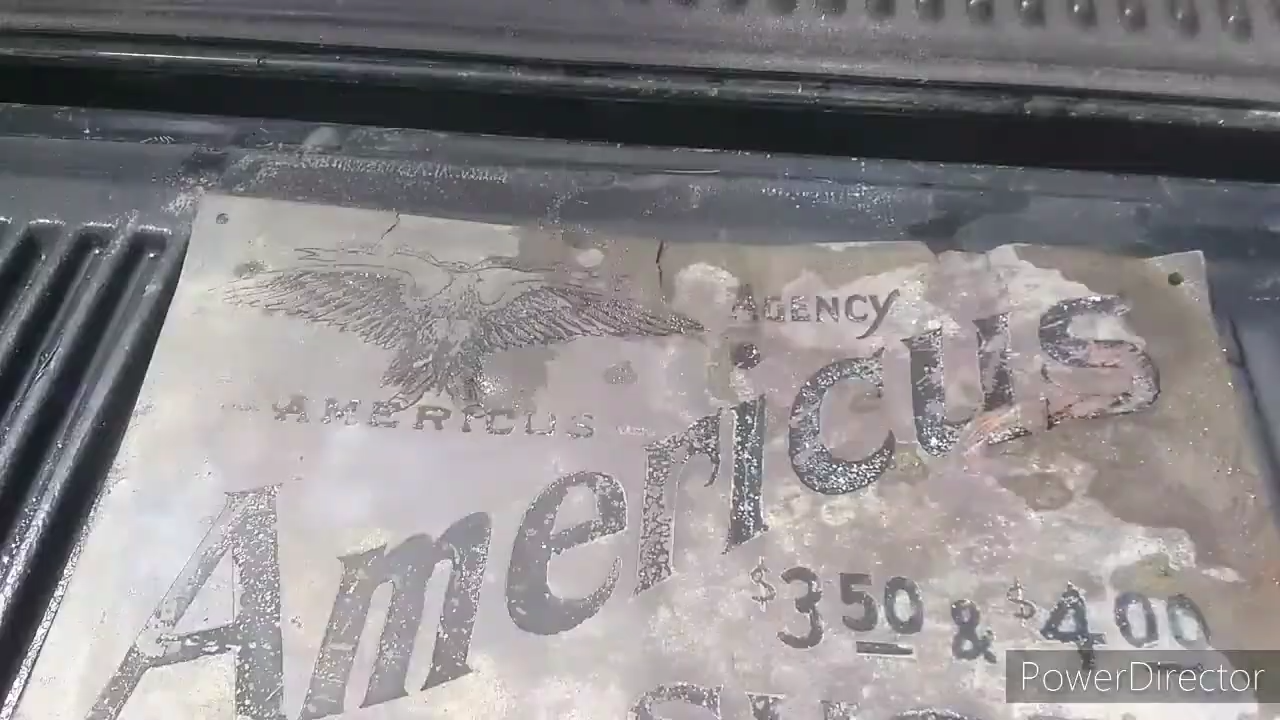 AGENCY
AMERICUS
Americus
$3 50 & $4 00
PowerDirector